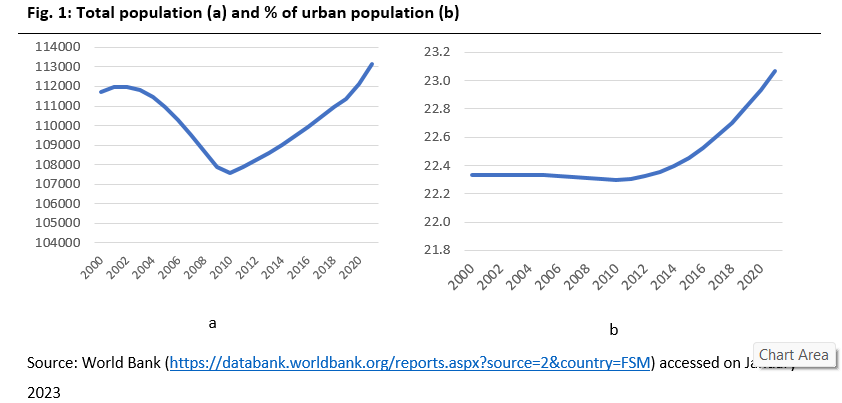 Fig. 1: Total population (a) and % of urban population (b)
114000
113000
112000
111000
110000
109000
108000
107000
106000
105000
104000
2000 2002 2004 2006 2008 2010 2012 2014 2016 2018 2020
a
23.2
23.0
22.8
22.6
22.4
22.2
22.0
21.8
2000 2002 2004 2006 2008 2010 2012 2014 2016 2018 2020
b
Chart Area
Source: World Bank (https://databank.worldbank.org/reports.aspx?source=2&country=FSM) accessed on
2023